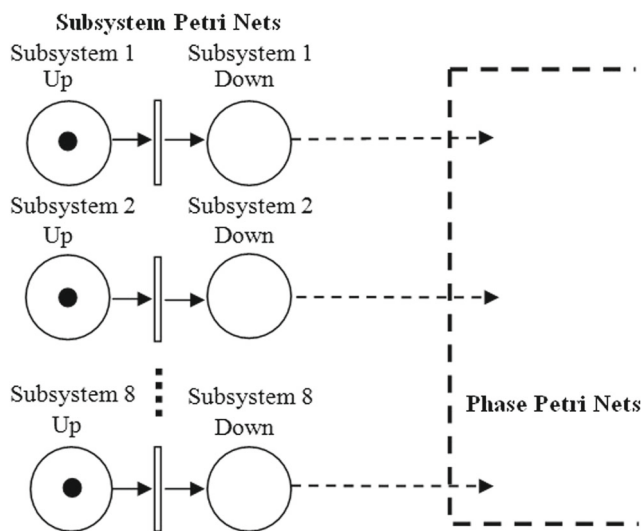 Subsystem Petri Nets
Subsystem 1 Subsystem 1
Up Down
Subsystem 2 Subsystem 2
Up Down
Subsystem 8 Subsystem 8
Up Down
Phase Petri Nets